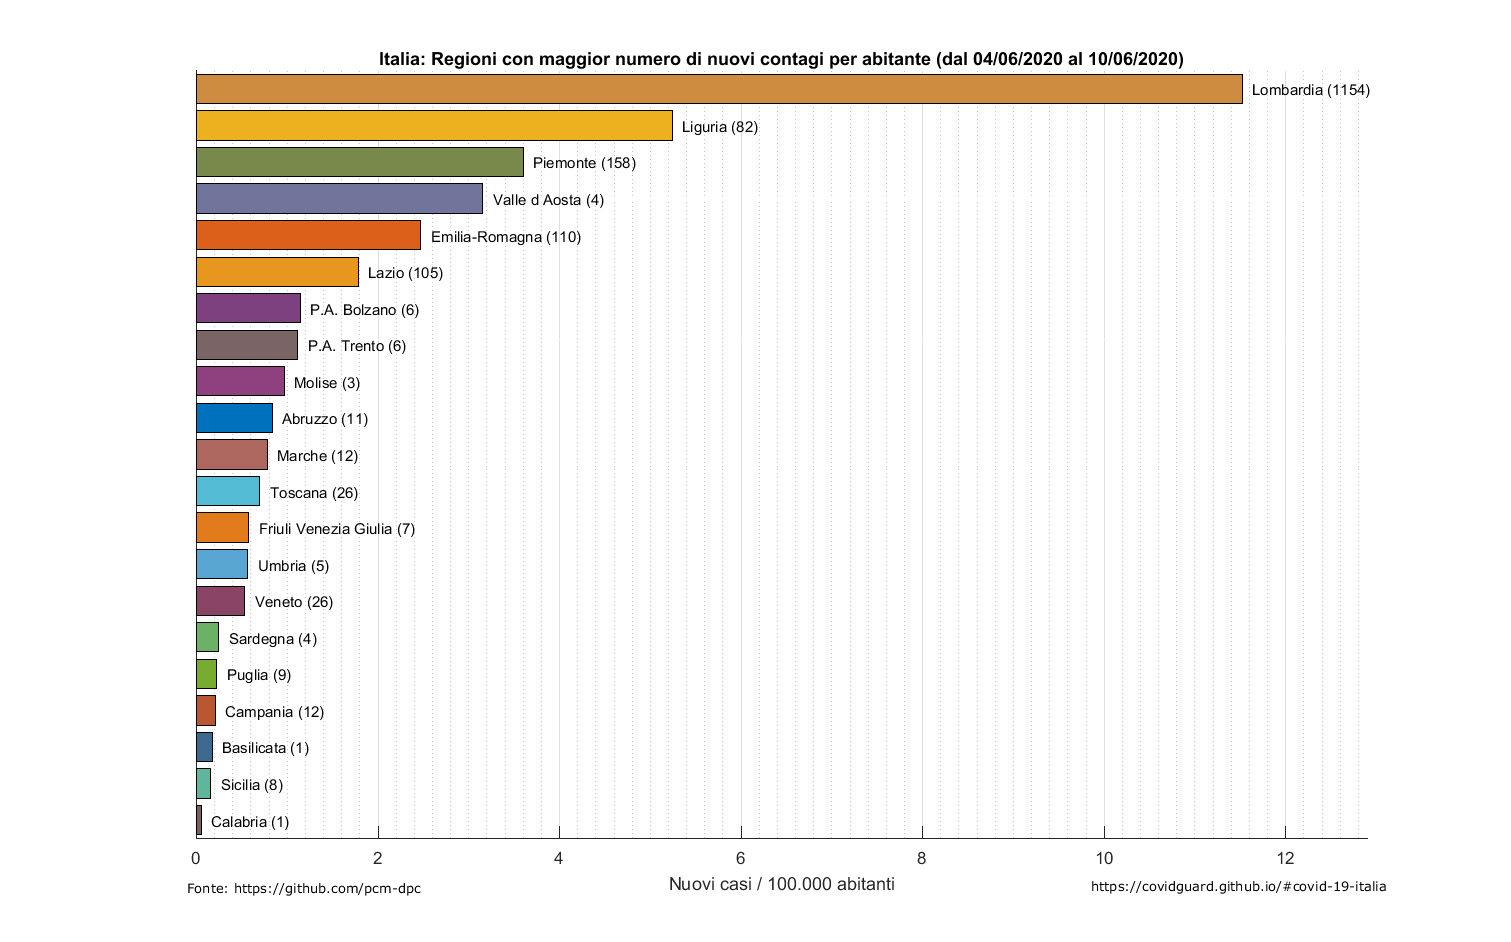 Italia: Regioni con maggior numero di nuovi contagi per abitante (dal 04/06/2020 al 10/06/2020)
Lombardia (1154)
Liguria (82)
Piemonte (158)
Valle d Aosta (4)
Emilia-Romagna (110)
Lazio (105)
P.A. Bolzano (6)
P.A. Trento (6)
Molise (3)
Abruzzo (11)
Marche (12)
Toscana (26)
Friuli Venezia Giulia (7)
Umbria (5)
Veneto (26)
Sardegna (4)
Puglia (9)
Campania (12)
Basilicata (1)
Sicilia (8)
Calabria (1)
0 2 4 6 8 10 12
Nuovi casi / 100.000 abitanti
Fonte: https://github.com/pcm-dpc
https://covidguard.github.io/#covid-19-italia